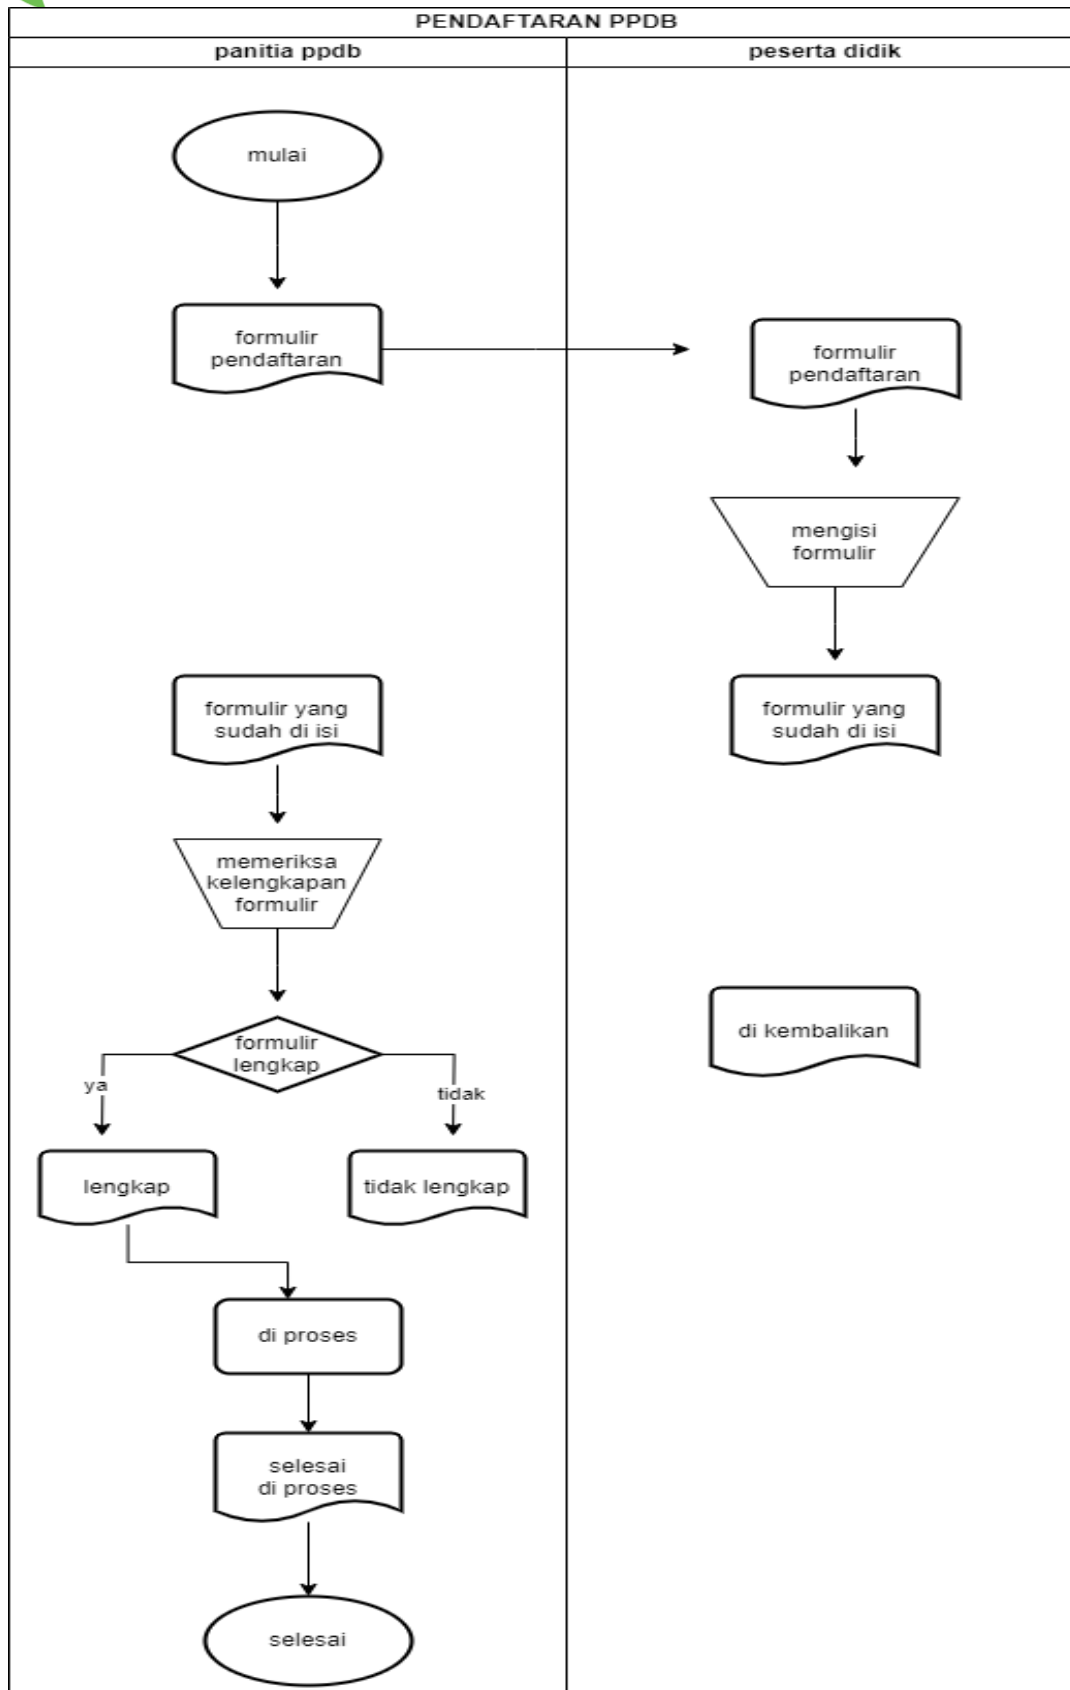 PENDAFTARAN PPDB
panitia ppdb
peserta didik
mulai
formulir
pendaftaran
formulir
pendaftaran
mengisi
formulir
formulir yang
sudah di isi
formulir yang
sudah di isi
memeriksa
kelengkapan
formulir
di kembalikan
formulir
lengkap
ya
tidak
lengkap
tidak lengkap
di proses
selesai
di proses
selesai